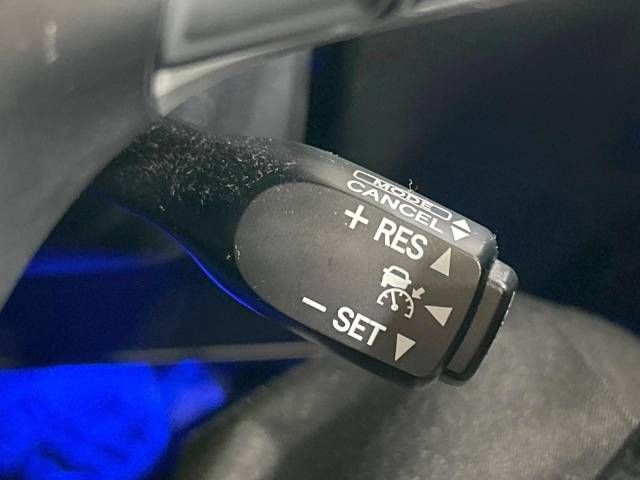 MODE
CANCEL
+ RES
- SET